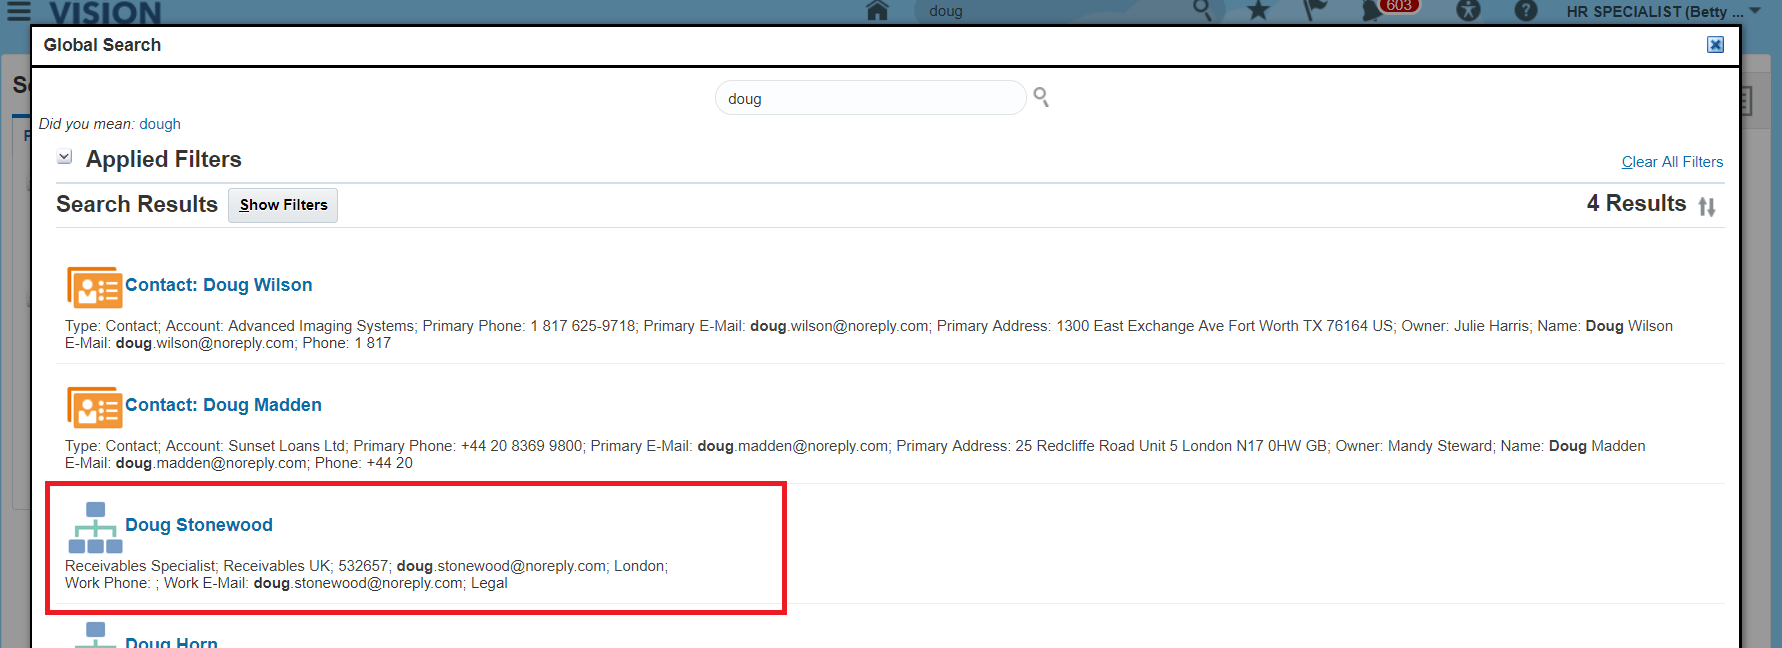 VISION
doug
603
HR SPECIALIST (Betty ...
Global Search
doug
Did you mean: dough
Applied Filters
Clear All Filters
Search Results
Show Filters
4 Results
Contact: Doug Wilson
Type: Contact; Account: Advanced Imaging Systems; Primary Phone: 1 817 625-9718; Primary E-Mail: doug.wilson@noreply.com; Primary Address: 1300 East Exchange Ave Fort Worth TX 76164 US; Owner: Julie Harris; Name: Doug Wilson
E-Mail: doug.wilson@noreply.com; Phone: 1 817
Contact: Doug Madden
Type: Contact; Account: Sunset Loans Ltd; Primary Phone: +44 20 8369 9800; Primary E-Mail: doug.madden@noreply.com; Primary Address: 25 Redcliffe Road Unit 5 London N17 0HW GB; Owner: Mandy Steward; Name: Doug Madden
E-Mail: doug.madden@noreply.com; Phone: +44 20
Doug Stonewood
Receivables Specialist; Receivables UK; 532657; doug.stonewood@noreply.com; London;
Work Phone: ; Work E-Mail: doug.stonewood@noreply.com; Legal
Doug Horn